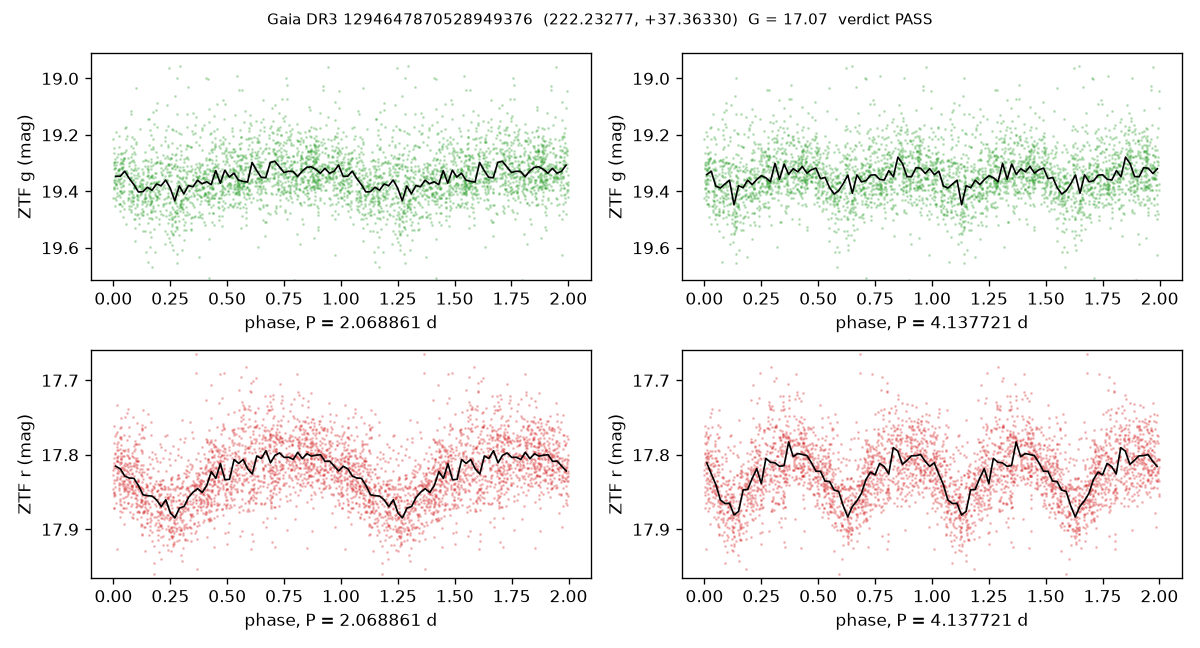 Gaia DR3 1294647870528949376  (222.23277, +37.36330)  G = 17.07  verdict PASS
ZTF g (mag)
19.0
19.2
19.4
19.6
0.00 0.25 0.50 0.75 1.00 1.25 1.50 1.75 2.00
phase, P = 2.068861 d
ZTF g (mag)
19.0
19.2
19.4
19.6
0.00 0.25 0.50 0.75 1.00 1.25 1.50 1.75 2.00
phase, P = 4.137721 d
ZTF r (mag)
17.7
17.8
17.9
0.00 0.25 0.50 0.75 1.00 1.25 1.50 1.75 2.00
phase, P = 2.068861 d
ZTF r (mag)
17.7
17.8
17.9
0.00 0.25 0.50 0.75 1.00 1.25 1.50 1.75 2.00
phase, P = 4.137721 d